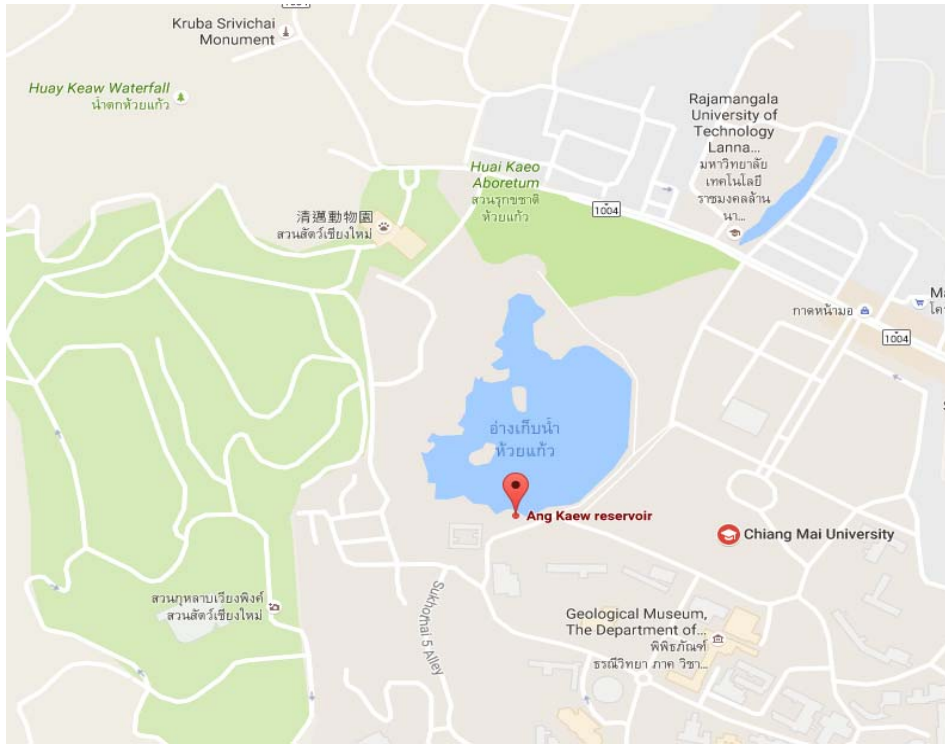 1004
Kruba Srivichai
Monument
Huay Keaw Waterfall
น้ำตกห้วยแก้ว
Rajamangala
University of
Technology
Lanna...
มหาวิทยาลัย
เทคโนโลยี
ราชมงคลล้าน
นา...
Huai Kaeo
Aboretum
สวนรุกขชาติ
ห้วยแก้ว
1004
清邁動物園
สวนสัตว์เชียงใหม่
Ma
โคร
กาดหน้ามอ
1004
อ่างเก็บน้ำ
ห้วยแก้ว
Ang Kaew reservoir
Chiang Mai University
สวนกุหลาบเวียงพิงค์
สวนสัตว์เชียงใหม่
Sukhomai 5 Alley
Geological Museum,
The Department of...
พิพิธภัณฑ์
ธรณีวิทยา ภาค วิชา...